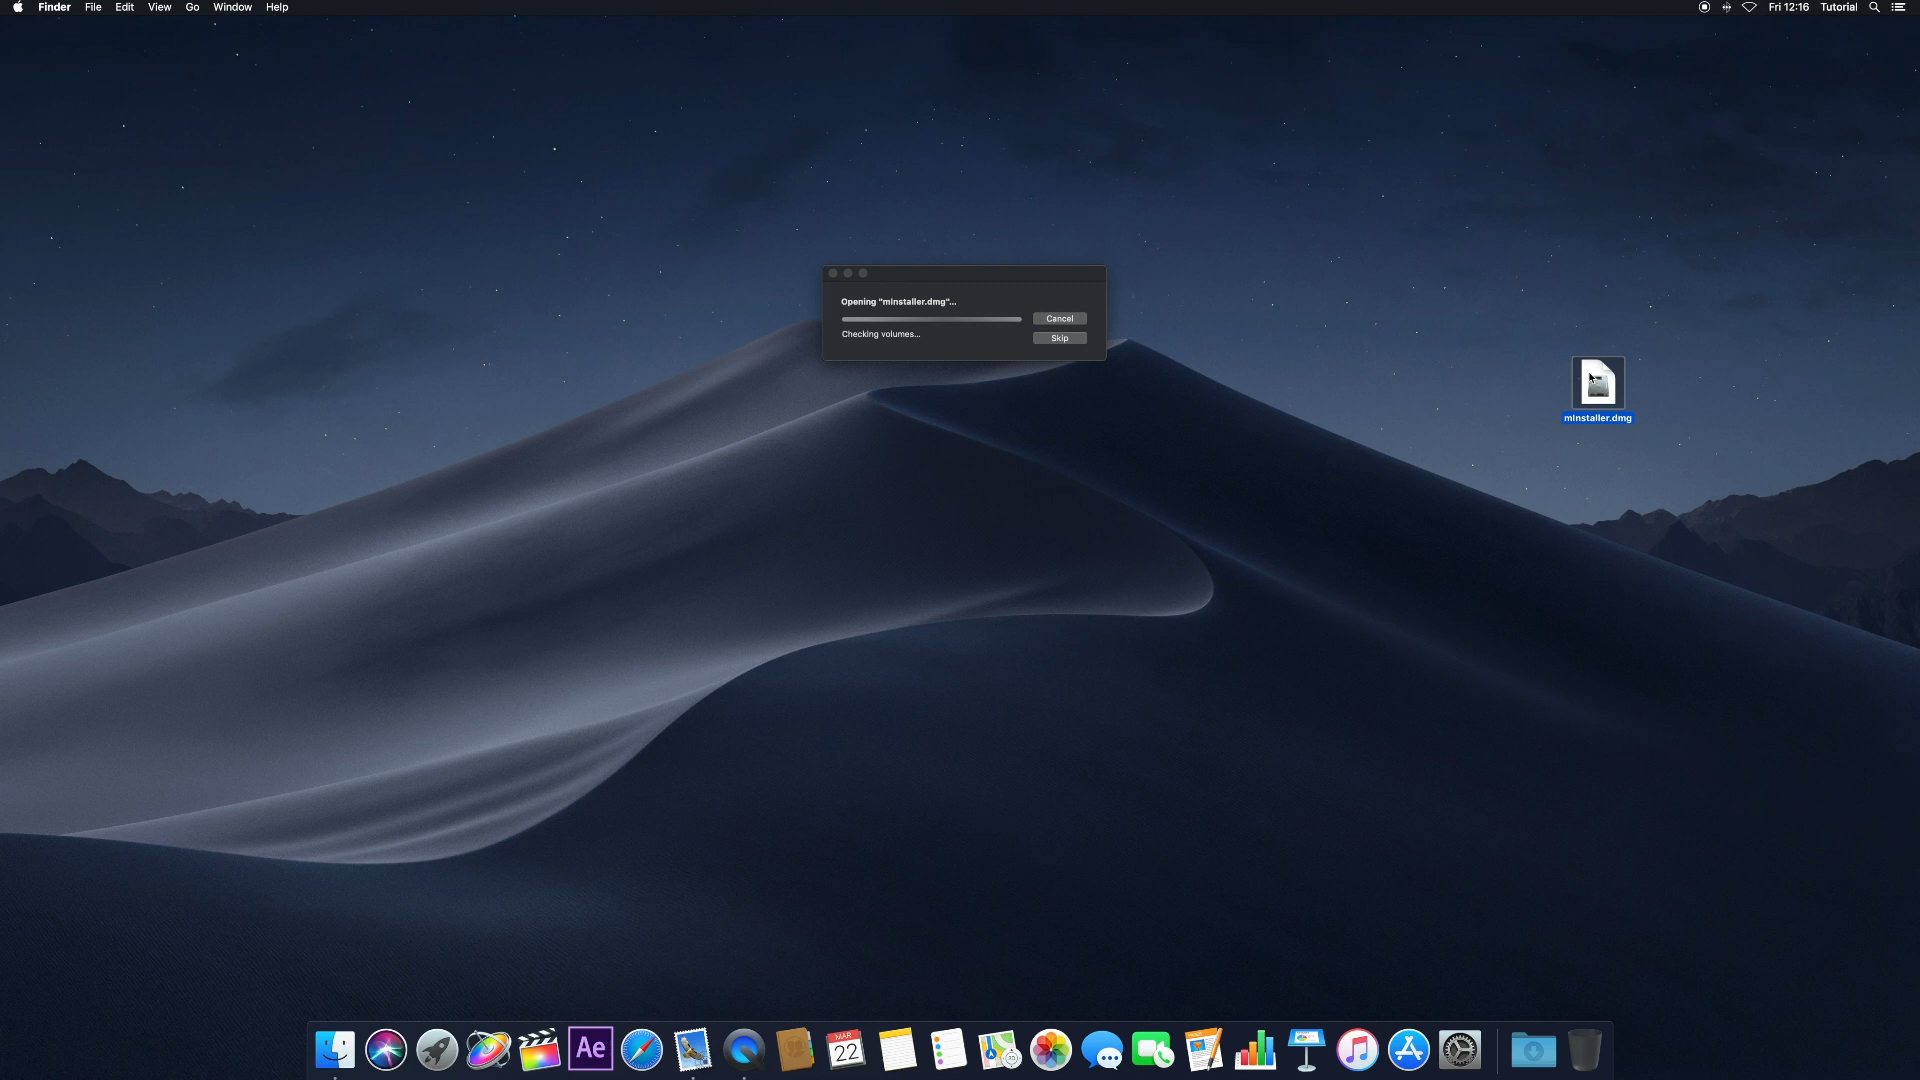 Finder File Edit View Go Window Help
Fri 12:16 Tutorial
Opening "mInstaller.dmg"...
Cancel
Checking volumes...
Skip
mInstaller.dmg
Ae
MAR
22